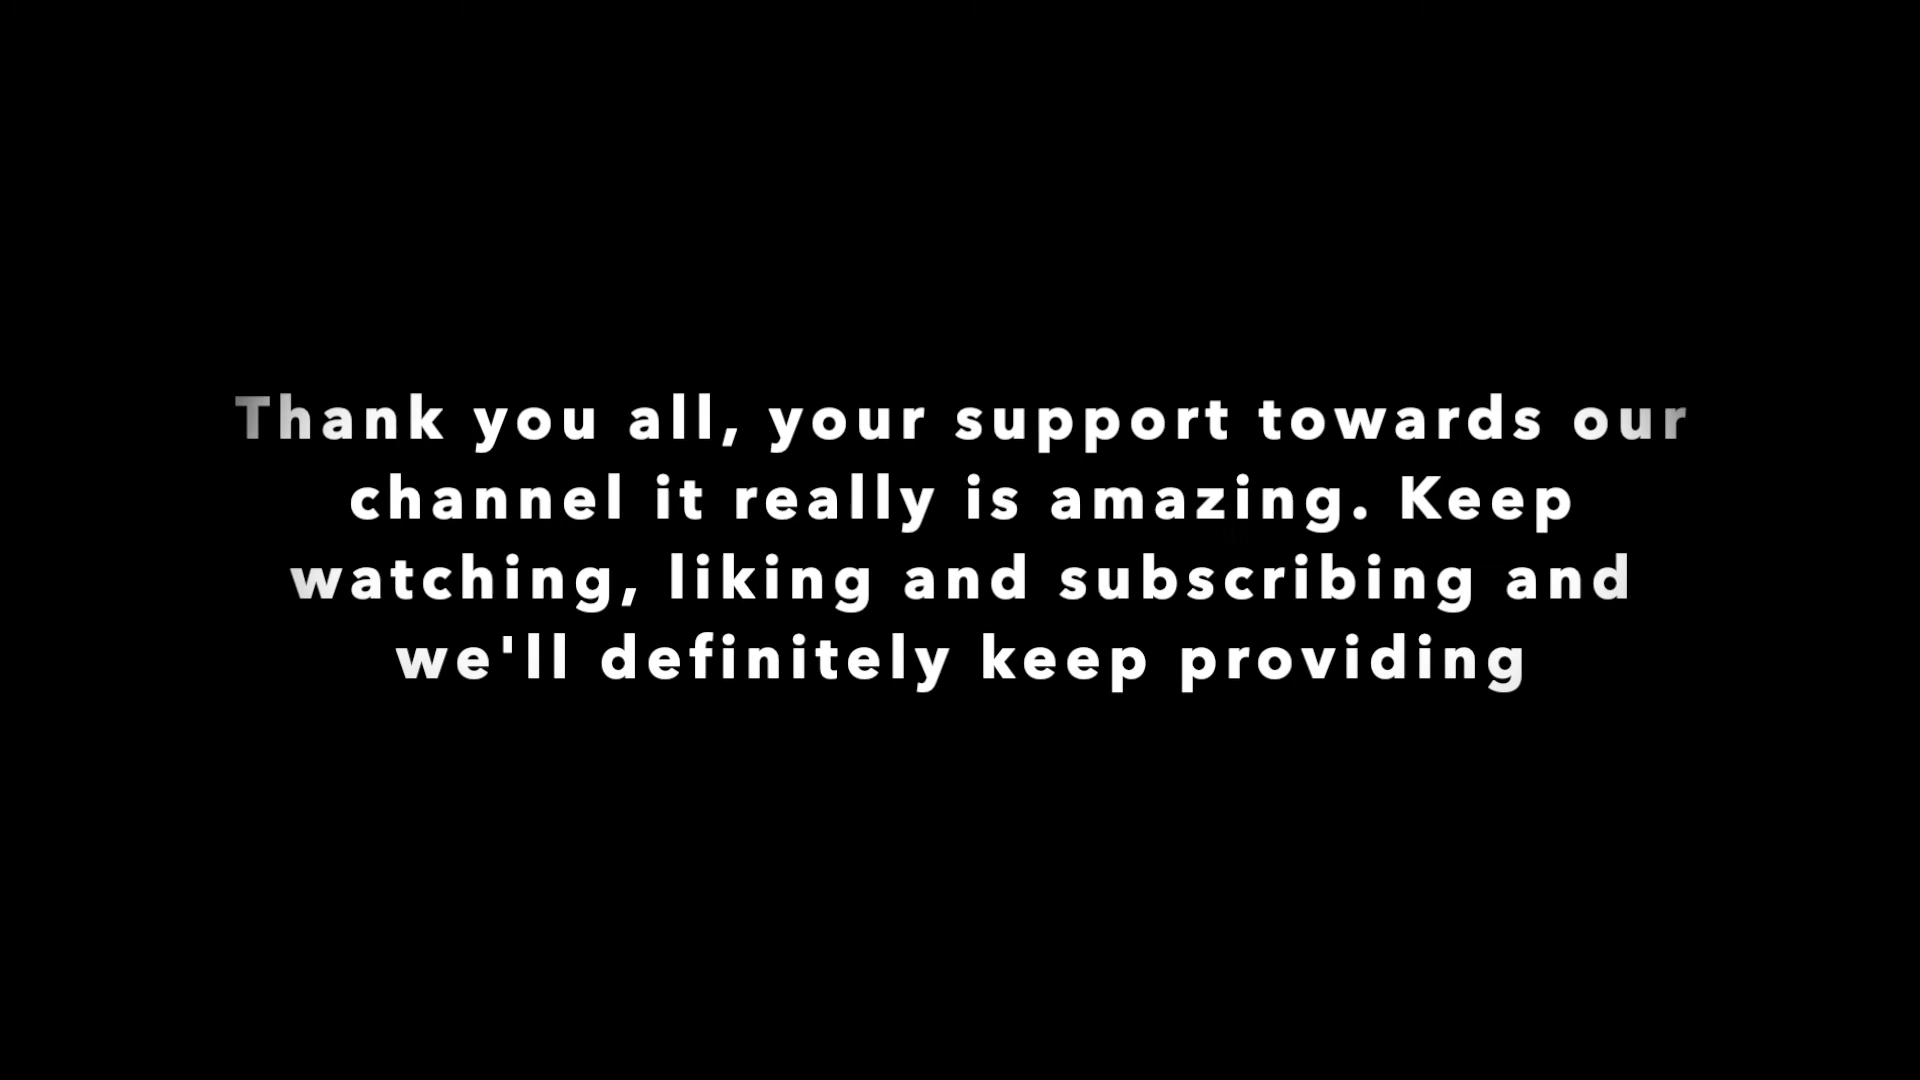 Thank you all, your support towards our
channel it really is amazing. Keep
watching, liking and subscribing and
we'll definitely keep providing